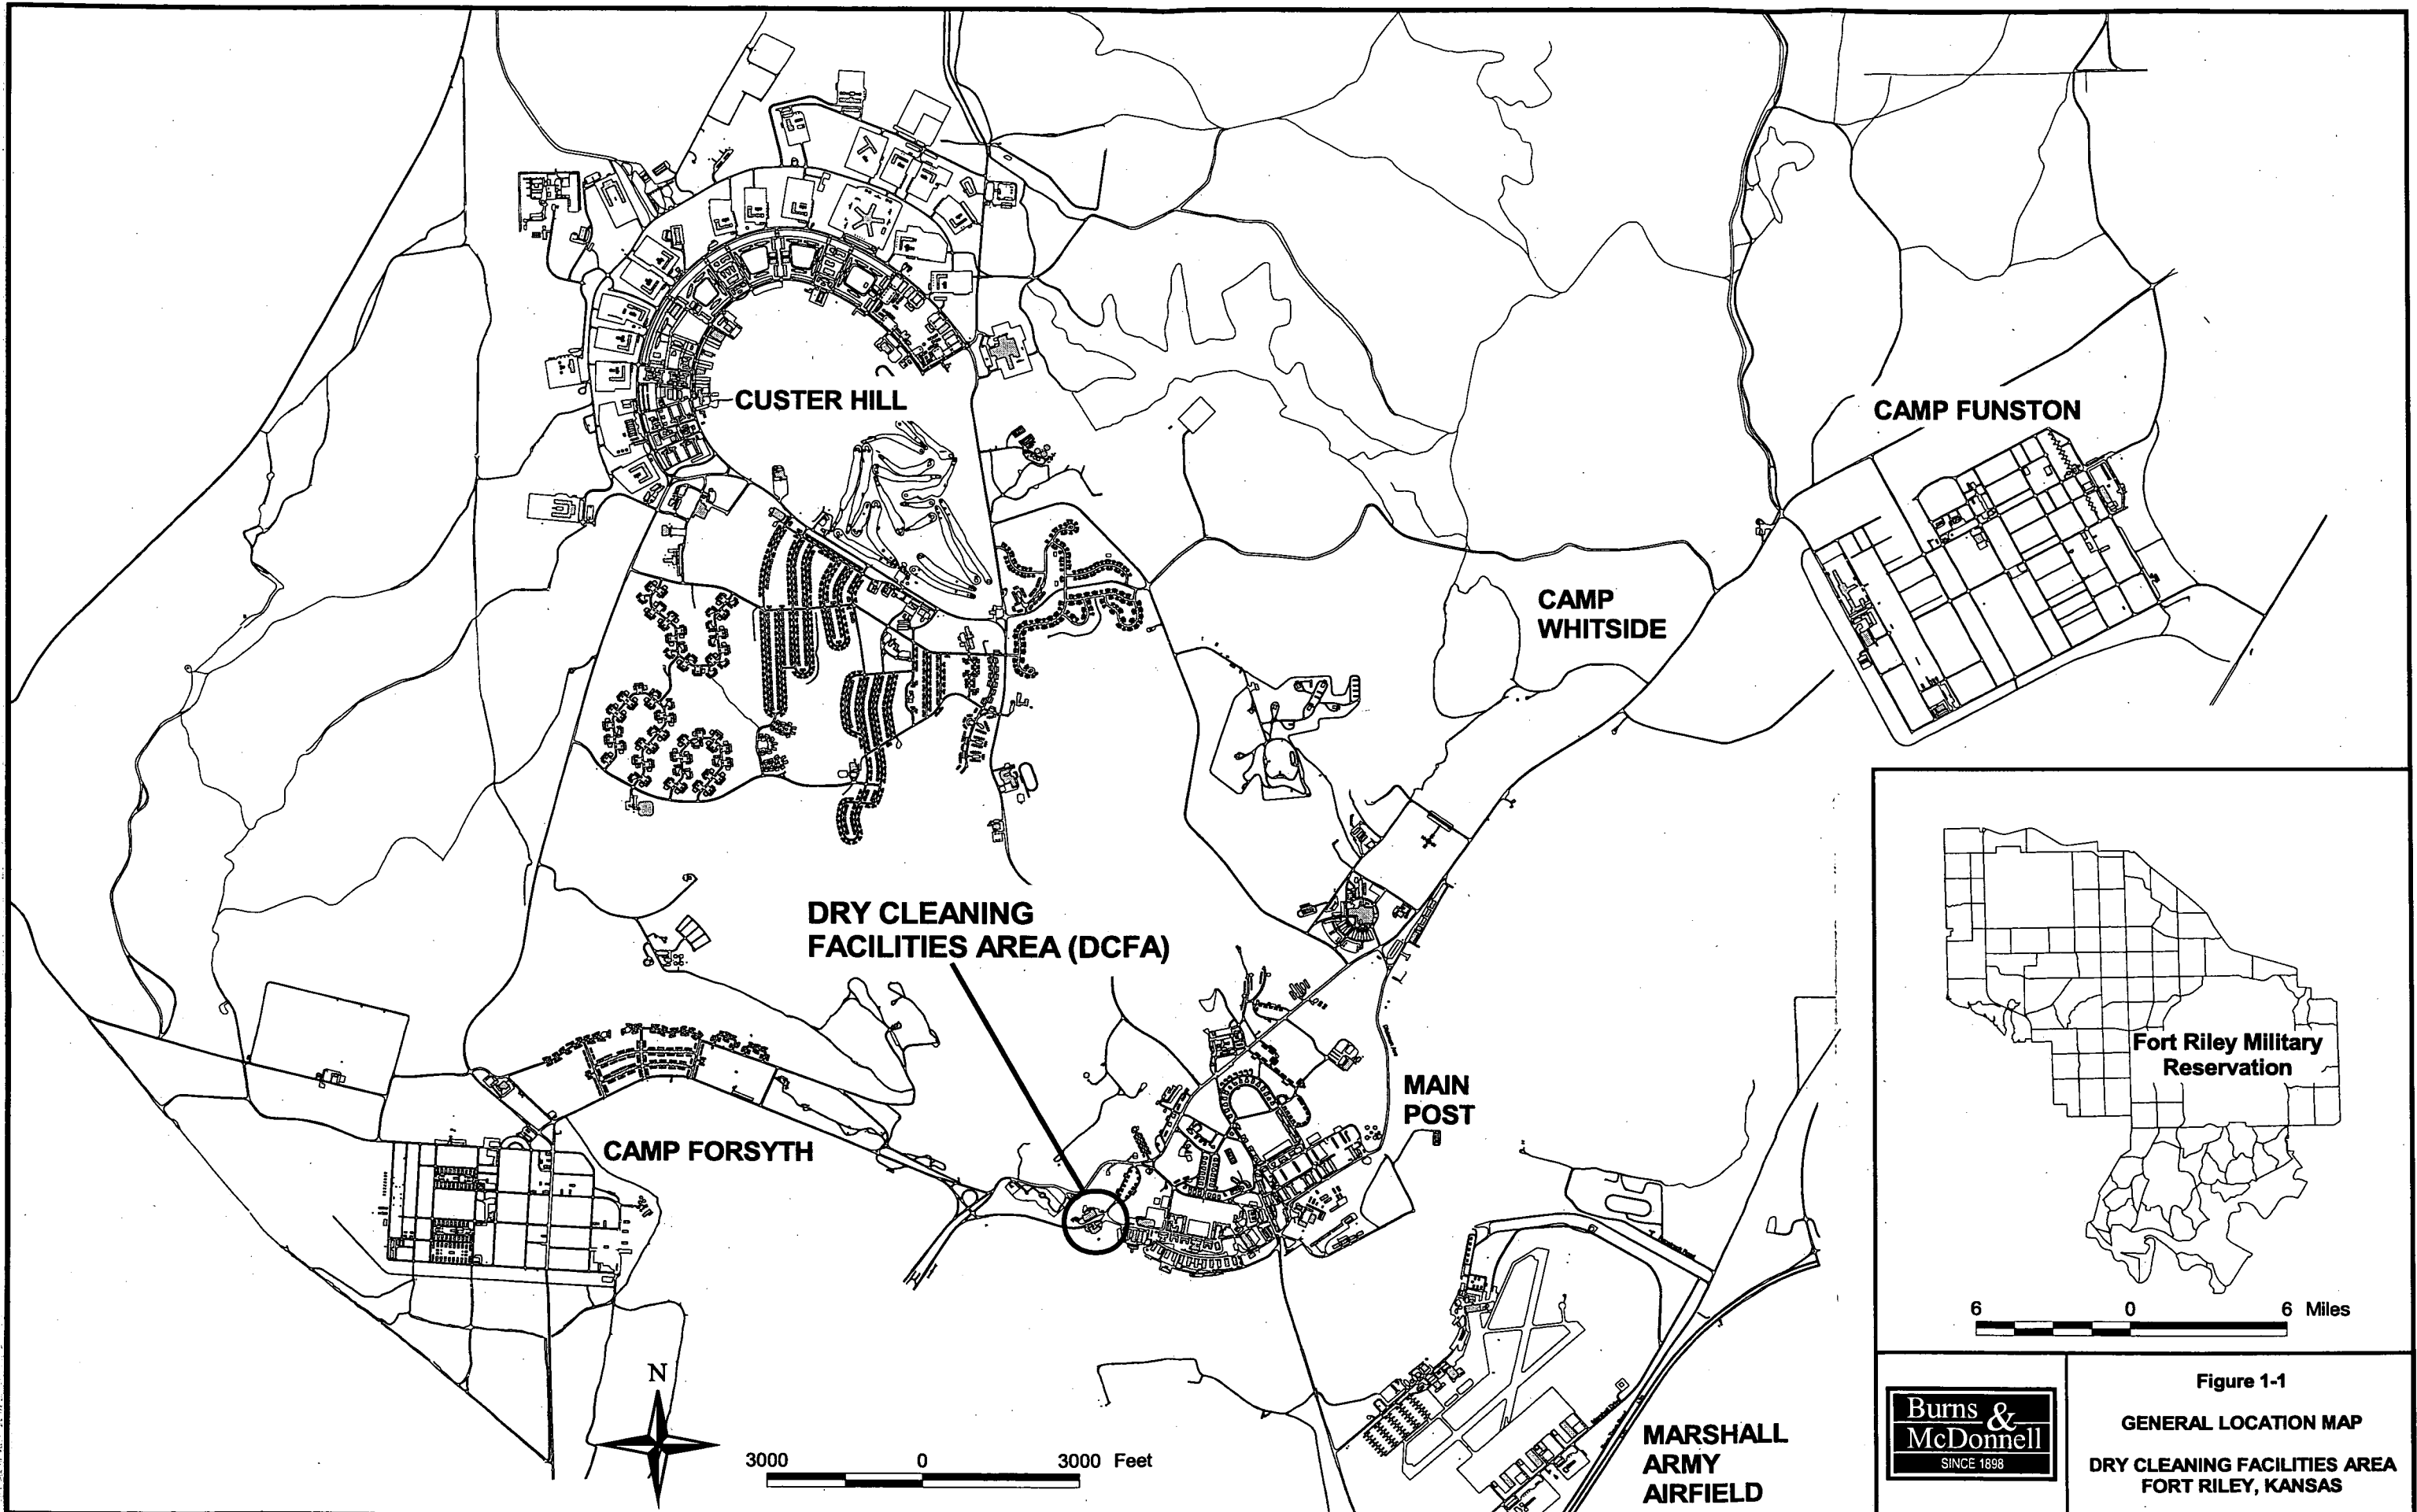 CUSTER HILL
CAMP FUNSTON
CAMP
WHITSIDE
DRY CLEANING
FACILITIES AREA (DCFA)
MAIN
POST
CAMP FORSYTH
MARSHALL
ARMY
AIRFIELD
N
3000 0 3000 Feet
Fort Riley Military
Reservation
6 0 6 Miles
Burns &
McDonnell
SINCE 1898
Figure 1-1
GENERAL LOCATION MAP
DRY CLEANING FACILITIES AREA
FORT RILEY, KANSAS